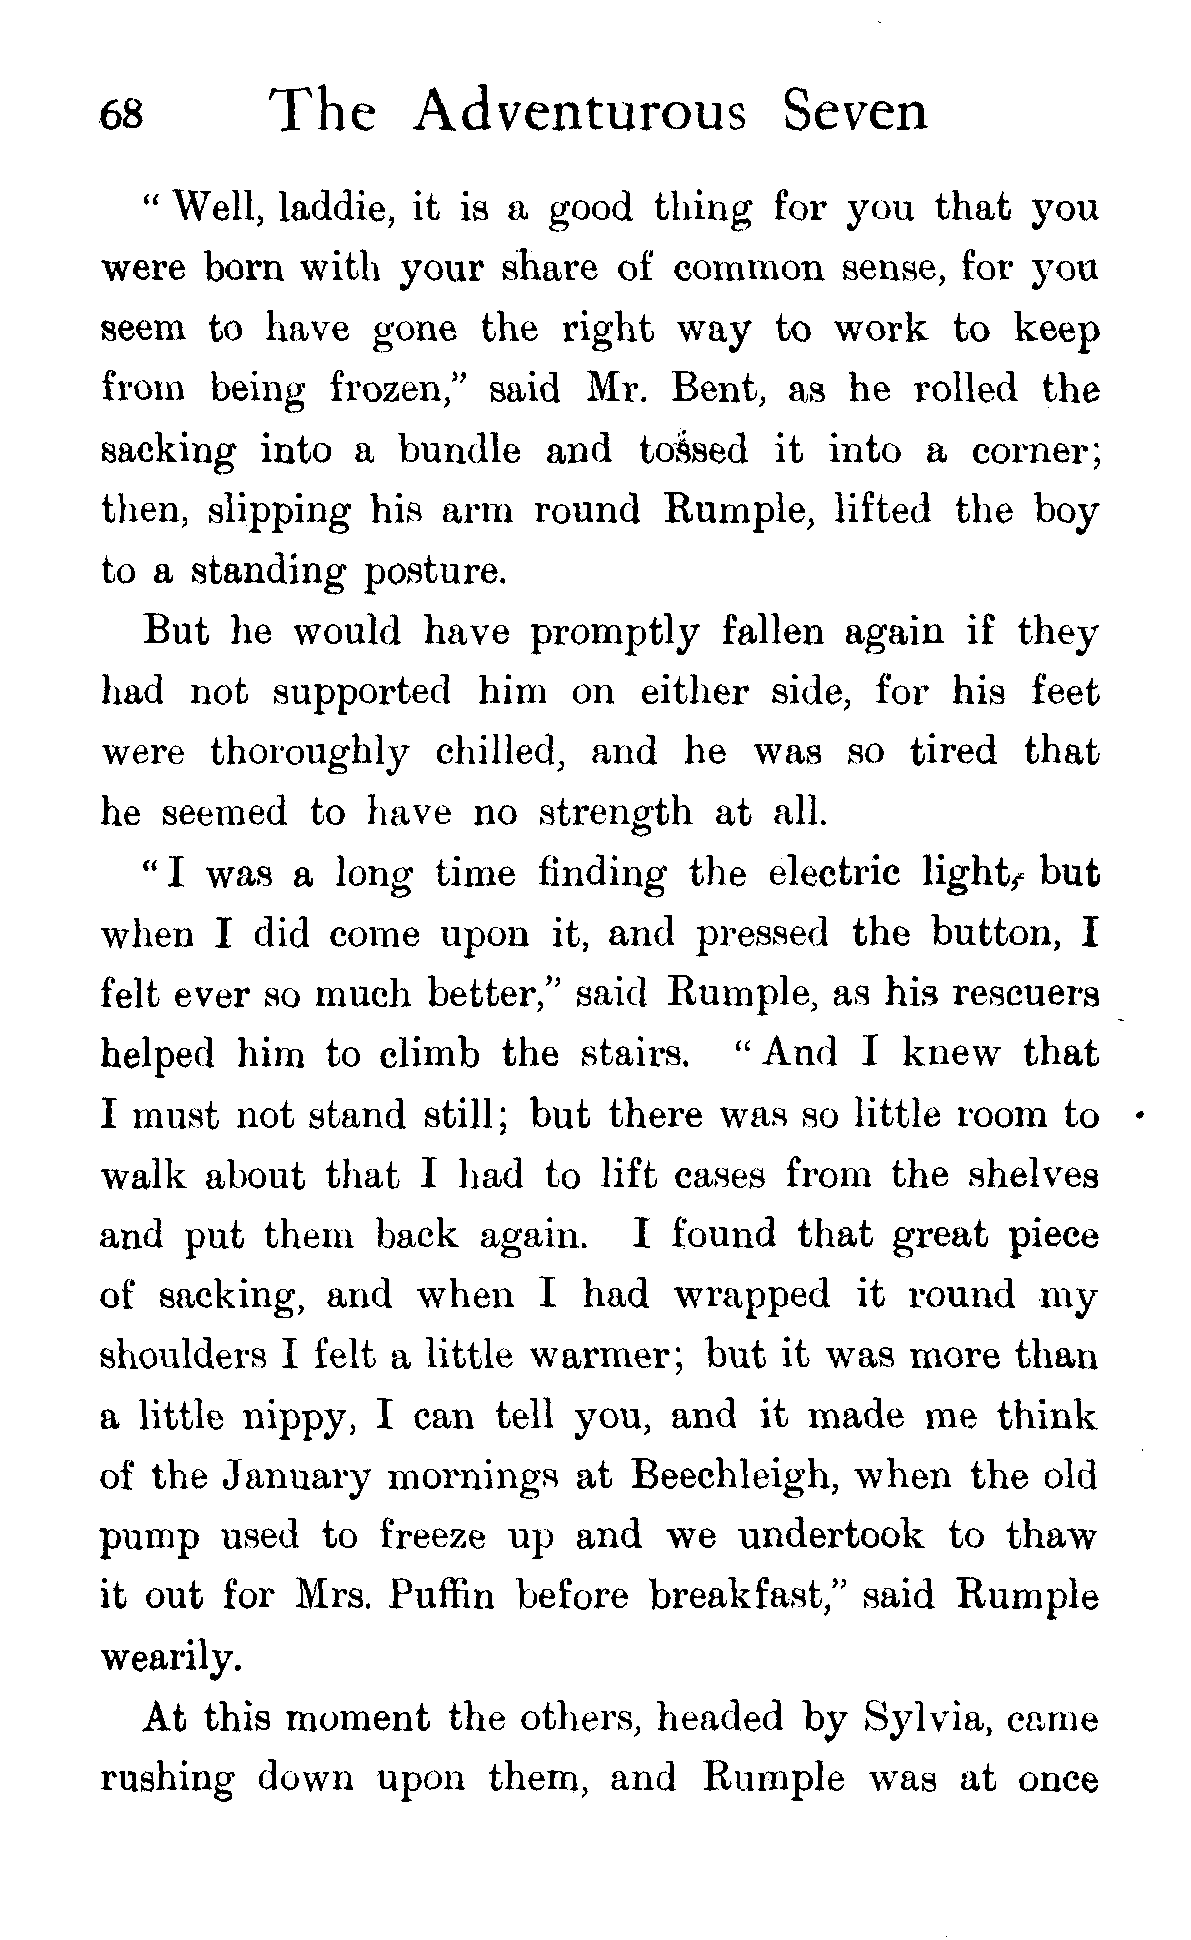 68 The Adventurous Seven
“ Well, laddie, it is a good thing for you that you
were born with your share of common sense, for you
seem to have gone the right way to work to keep
from being frozen,” said Mr. Bent, as he rolled the
sacking into a bundle and tossed it into a corner;
then, slipping his arm round Rumple, lifted the boy
to a standing posture.
But he would have promptly fallen again if they
had not supported him on either side, for his feet
were thoroughly chilled, and he was so tired that
he seemed to have no strength at all.
“ I was a long time finding the electric light, but
when I did come upon it, and pressed the button, I
felt ever so much better,” said Rumple, as his rescuers
helped him to climb the stairs. “ And I knew that
I must not stand still; but there was so little room to
walk about that I had to lift cases from the shelves
and put them back again. I found that great piece
of sacking, and when I had wrapped it round my
shoulders I felt a little warmer; but it was more than
a little nippy, I can tell you, and it made me think
of the January mornings at Beechleigh, when the old
pump used to freeze up and we undertook to thaw
it out for Mrs. Puffin before breakfast,” said Rumple
wearily.
At this moment the others, headed by Sylvia, came
rushing down upon them, and Rumple was at once